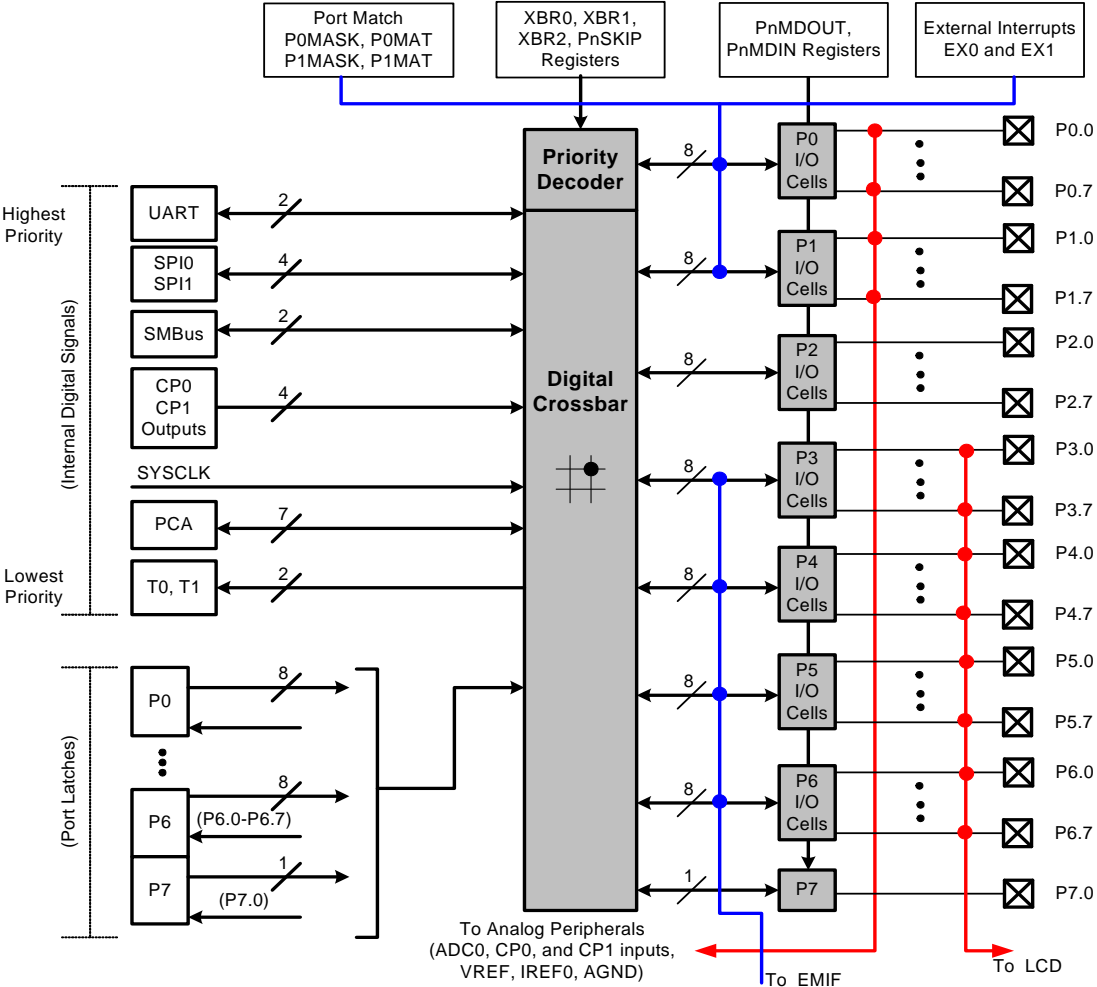 Port Match
P0MASK, P0MAT
P1MASK, P1MAT
XBR0, XBR1,
XBR2, PnSKIP
Registers
PnMDOUT,
PnMDIN Registers
External Interrupts
EX0 and EX1
Priority
Decoder
Digital
Crossbar
Highest
Priority
(Internal Digital Signals)
Lowest
Priority
UART
2
SPI0
SPI1
4
SMBus
2
CP0
CP1
Outputs
4
SYSCLK
PCA
7
T0, T1
2
(Port Latches)
P0
8
P6
8
(P6.0-P6.7)
P7
1
(P7.0)
8
P0
I/O
Cells
P0.0
P0.7
8
P1
I/O
Cells
P1.0
P1.7
8
P2
I/O
Cells
P2.0
P2.7
8
P3
I/O
Cells
P3.0
P3.7
8
P4
I/O
Cells
P4.0
P4.7
8
P5
I/O
Cells
P5.0
P5.7
8
P6
I/O
Cells
P6.0
P6.7
1
P7
P7.0
To Analog Peripherals
(ADC0, CP0, and CP1 inputs,
VREF, IREF0, AGND)
To EMIF
To LCD